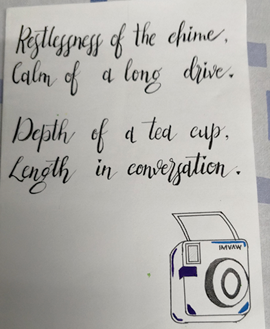 Restlessness of the chime,
Calm of a long drive.
Depth of a tea cup,
Length in conversation.
IMVAW